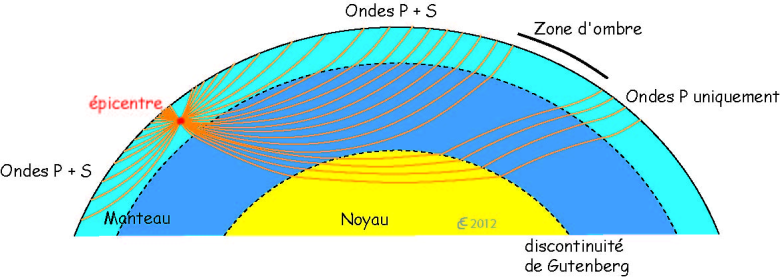 Ondes P + S
Zone d'ombre
épicentre
Ondes P uniquement
Ondes P + S
Manteau
Noyau
© 2012
discontinuité
de Gutenberg